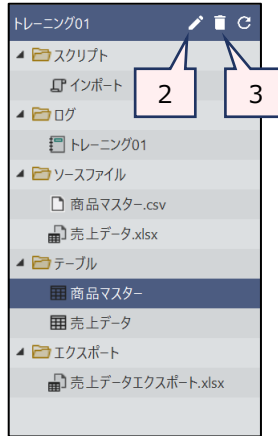 トレーニング01
スクリプト
インポート
2
3
ログ
トレーニング01
ソースファイル
商品マスター.csv
売上データ.xlsx
テーブル
商品マスター
売上データ
エクスポート
売上データエクスポート.xlsx